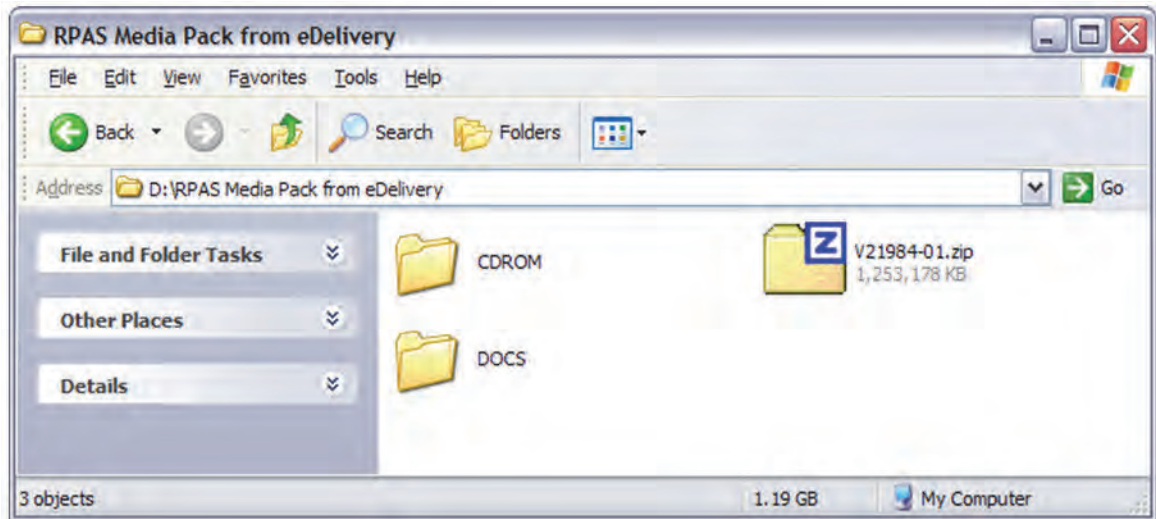 RPAS Media Pack from eDelivery
File Edit View Favorites Tools Help
Back Search Folders
Address D:\RPAS Media Pack from eDelivery Go
File and Folder Tasks
Other Places
Details
CDROM
DOCS
V21984-01.zip
1,253,178 KB
3 objects 1.19 GB My Computer